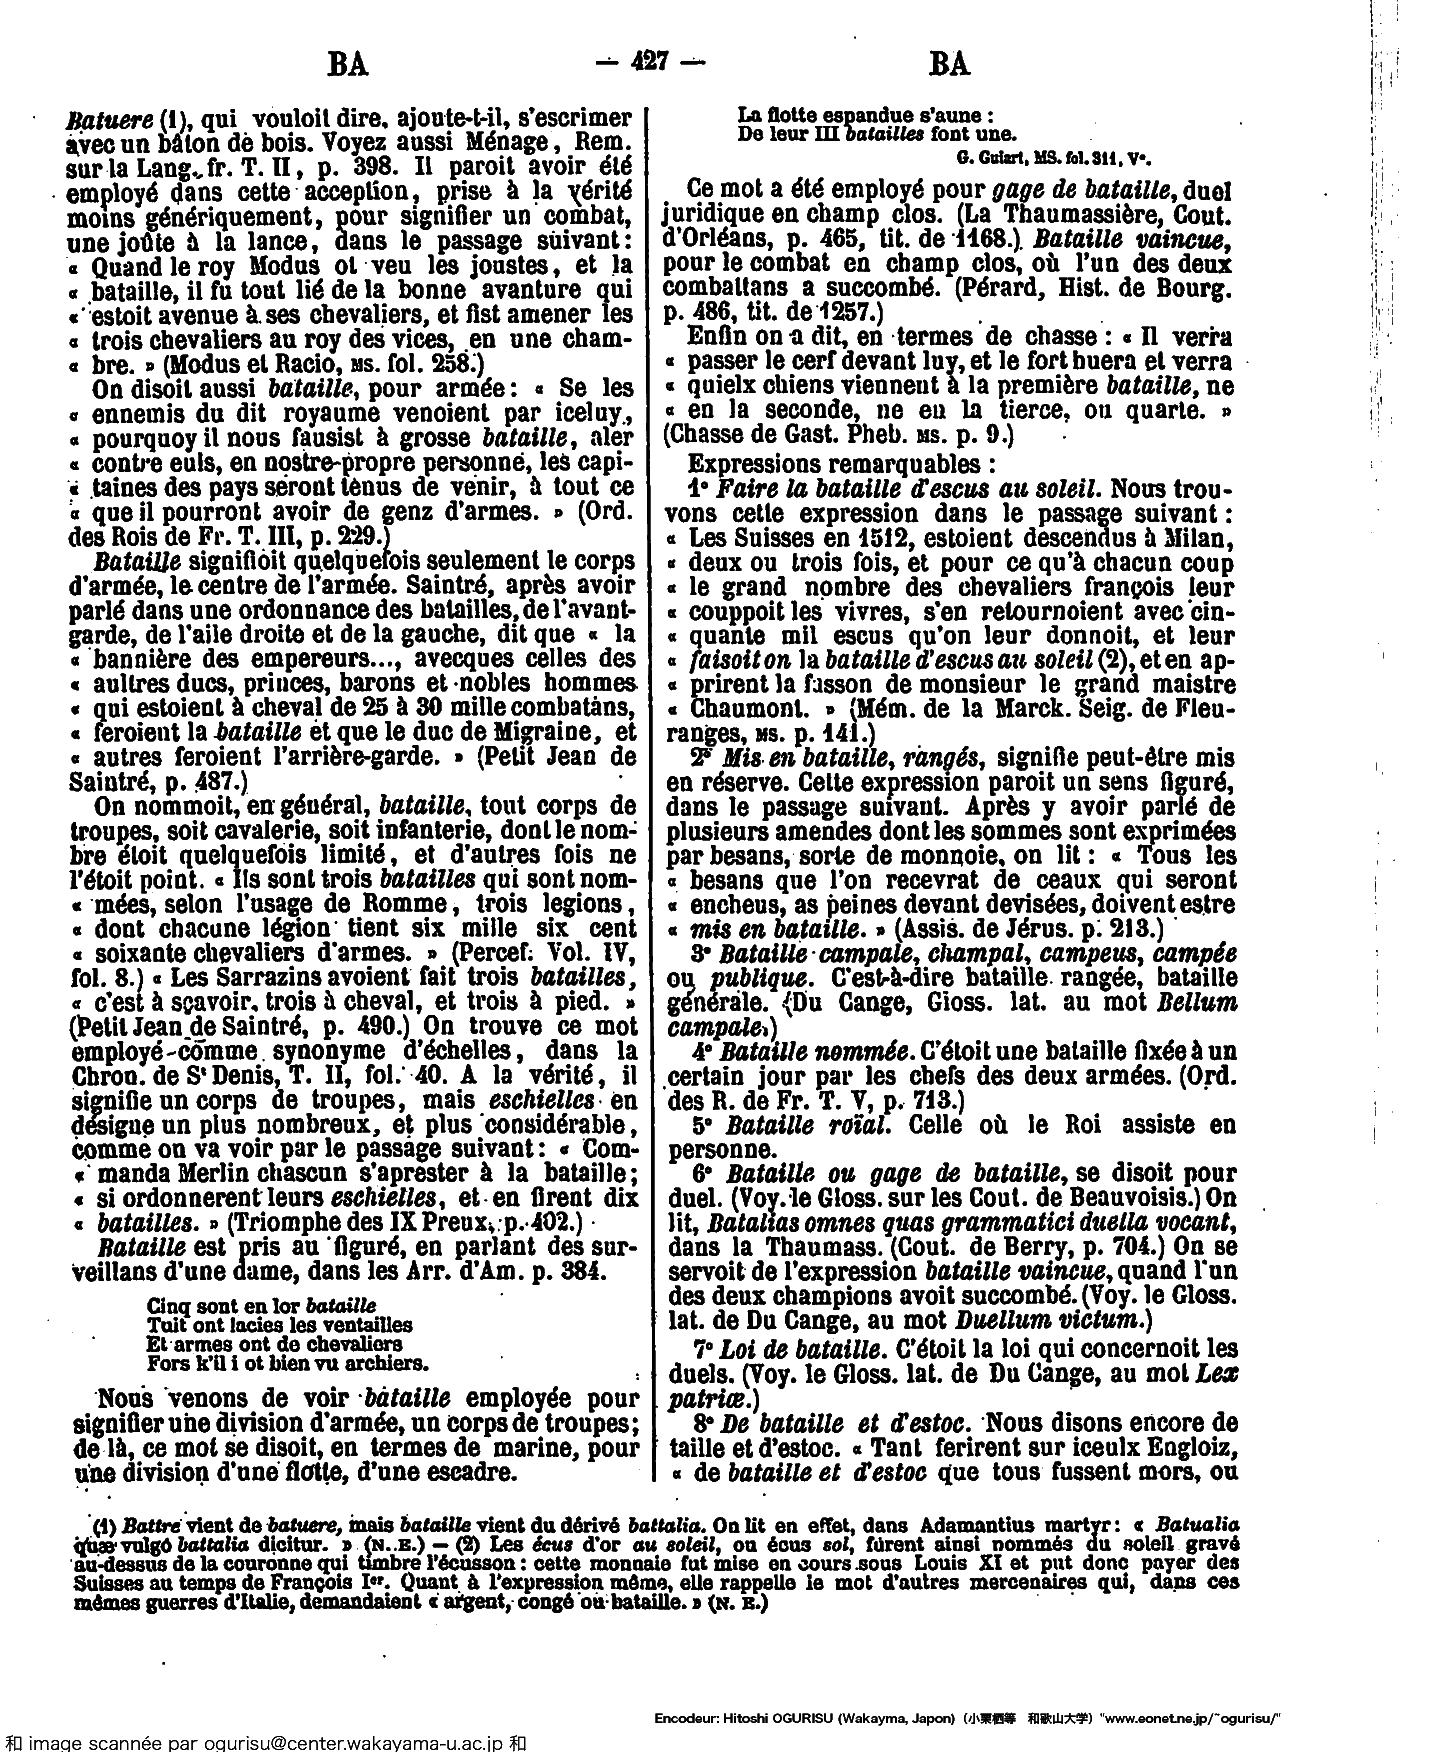 BA — 427 — BA
Batuere (1), qui vouloit dire, ajoute-t-il, s'escrimer
avec un bâton de bois. Voyez aussi Ménage, Rem.
sur la Lang. fr. T. II, p. 398. Il paroit avoir été
employé dans cette acception, prise à la vérité
moins génériquement, pour signifier un combat,
une joûte à la lance, dans le passage suivant :
« Quand le roy Modus ot veu les joustes, et la
« bataille, il fu tout lié de la bonne avanture qui
« estoit avenue à ses chevaliers, et fist amener les
« trois chevaliers au roy des vices, en une cham-
« bre. » (Modus et Racio, MS. fol. 258.)
On disoit aussi bataille, pour armée : « Se les
« ennemis du dit royaume venoient par iceluy,
« pourquoy il nous fausist à grosse bataille, aler
« contre euls, en nostre propre personne, les capi-
« taines des pays seront tenus de venir, à tout ce
« que il pourront avoir de genz d'armes. » (Ord.
des Rois de Fr. T. III, p. 229.)
Bataille signifioit quelquefois seulement le corps
d'armée, le centre de l'armée. Saintré, après avoir
parlé dans une ordonnance des batailles, de l'avant-
garde, de l'aile droite et de la gauche, dit que « la
« bannière des empereurs..., avecques celles des
« aultres ducs, princes, barons et nobles hommes
« qui estoient à cheval de 25 à 30 mille combatans,
« feroient la bataille et que le duc de Migraine, et
« autres feroient l'arrière-garde. » (Petit Jean de
Saintré, p. 487.)
On nommoit, en général, bataille, tout corps de
troupes, soit cavalerie, soit infanterie, dont le nom-
bre étoit quelquefois limité, et d'autres fois ne
l'étoit point. « Ils sont trois batailles qui sont nom-
« mées, selon l'usage de Romme, trois legions,
« dont chacune légion tient six mille six cent
« soixante chevaliers d'armes. » (Percef. Vol. IV,
fol. 8.) « Les Sarrazins avoient fait trois batailles,
« c'est à sçavoir, trois à cheval, et trois à pied. »
(Petit Jean de Saintré, p. 490.) On trouve ce mot
employé comme synonyme d'échelles, dans la
Chron. de St Denis, T. II, fol. 40. A la vérité, il
signifie un corps de troupes, mais eschielles en
désigne un plus nombreux, et plus considérable,
comme on va voir par le passage suivant : « Com-
« manda Merlin chascun s'aprester à la bataille ;
« si ordonnerent leurs eschielles, et en firent dix
« batailles. » (Triomphe des IX Preux, p. 402.)
Bataille est pris au figuré, en parlant des sur-
veillans d'une dame, dans les Arr. d'Am. p. 384.
Cinq sont en lor bataille
Tuit ont lacies les ventailles
Et armes ont de chevaliers
Fors k'il i ot bien vu archiers.
Nous venons de voir bataille employée pour
signifier une division d'armée, un corps de troupes ;
de là, ce mot se disoit, en termes de marine, pour
une division d'une flotte, d'une escadre.
La flotte espandue s'aune :
De leur III batailles font une.
G. Guiart, MS. fol. 311, V°.
Ce mot a été employé pour gage de bataille, duel
juridique en champ clos. (La Thaumassière, Cout.
d'Orléans, p. 465, tit. de 1168.) Bataille vaincue,
pour le combat en champ clos, où l'un des deux
combattans a succombé. (Pérard, Hist. de Bourg.
p. 486, tit. de 1257.)
Enfin on a dit, en termes de chasse : « Il verra
« passer le cerf devant luy, et le fort huera et verra
« quielx chiens viennent à la première bataille, ne
« en la seconde, ne en la tierce, ou quarte. »
(Chasse de Gast. Pheb. MS. p. 9.)
Expressions remarquables :
1° Faire la bataille d'escus au soleil. Nous trou-
vons cette expression dans le passage suivant :
« Les Suisses en 1512, estoient descendus à Milan,
« deux ou trois fois, et pour ce qu'à chacun coup
« le grand nombre des chevaliers françois leur
« couppoit les vivres, s'en retournoient avec cin-
« quante mil escus qu'on leur donnoit, et leur
« faisoit on la bataille d'escus au soleil (2), et en ap-
« prirent la fasson de monsieur le grand maistre
« Chaumont. » (Mém. de la Marck. Seig. de Fleu-
ranges, MS. p. 141.)
2° Mis en bataille, rangés, signifie peut-être mis
en réserve. Cette expression paroit un sens figuré,
dans le passage suivant. Après y avoir parlé de
plusieurs amendes dont les sommes sont exprimées
par besans, sorte de monnoie, on lit : « Tous les
« besans que l'on recevrat de ceaux qui seront
« encheus, as peines devant devisées, doivent estre
« mis en bataille. » (Assis. de Jérus. p. 213.)
3° Bataille campale, champal, campeus, campée
ou publique. C'est-à-dire bataille rangée, bataille
générale. (Du Cange, Gloss. lat. au mot Bellum
campale.)
4° Bataille nommée. C'étoit une bataille fixée à un
certain jour par les chefs des deux armées. (Ord.
des R. de Fr. T. V, p. 713.)
5° Bataille roïal. Celle où le Roi assiste en
personne.
6° Bataille ou gage de bataille, se disoit pour
duel. (Voy. le Gloss. sur les Cout. de Beauvoisis.) On
lit, Batalias omnes quas grammatici duella vocant,
dans la Thaumass. (Cout. de Berry, p. 704.) On se
servoit de l'expression bataille vaincue, quand l'un
des deux champions avoit succombé. (Voy. le Gloss.
lat. de Du Cange, au mot Duellum victum.)
7° Loi de bataille. C'étoit la loi qui concernoit les
duels. (Voy. le Gloss. lat. de Du Cange, au mot Lex
patriæ.)
8° De bataille et d'estoc. Nous disons encore de
taille et d'estoc. « Tant ferirent sur iceulx Engloiz,
« de bataille et d'estoc que tous fussent mors, ou
(1) Battre vient de batuere, mais bataille vient du dérivé battalia. On lit en effet, dans Adamantius martyr : « Batualia
quæ vulgò battalia dicitur. » (N. E.) — (2) Les écus d'or au soleil, ou écus sol, furent ainsi nommés du soleil gravé
au-dessus de la couronne qui timbre l'écusson : cette monnaie fut mise en cours sous Louis XI et put donc payer des
Suisses au temps de François Ier. Quant à l'expression même, elle rappelle le mot d'autres mercenaires qui, dans ces
mêmes guerres d'Italie, demandaient « argent, congé ou bataille. » (N. E.)
Encodeur: Hitoshi OGURISU (Wakayma, Japon) (小栗栖等 和歌山大学) "www.eonet.ne.jp/~ogurisu/"
和 image scannée par ogurisu@center.wakayama-u.ac.jp 和